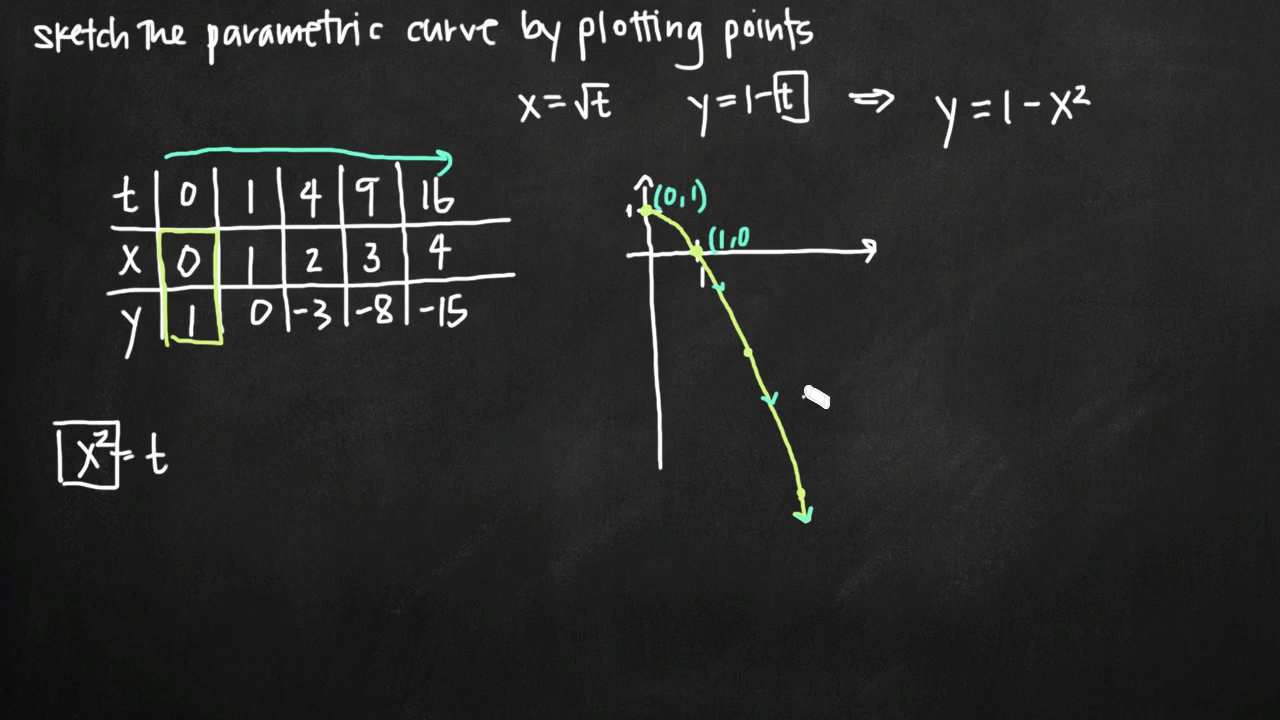 sketch the parametric curve by plotting points
x = √t y = 1 - t ⇒ y = 1 - x²
t 0 1 4 9 16
x 0 1 2 3 4
y 1 0 -3 -8 -15
(0,1)
1
(1,0
1
x² = t